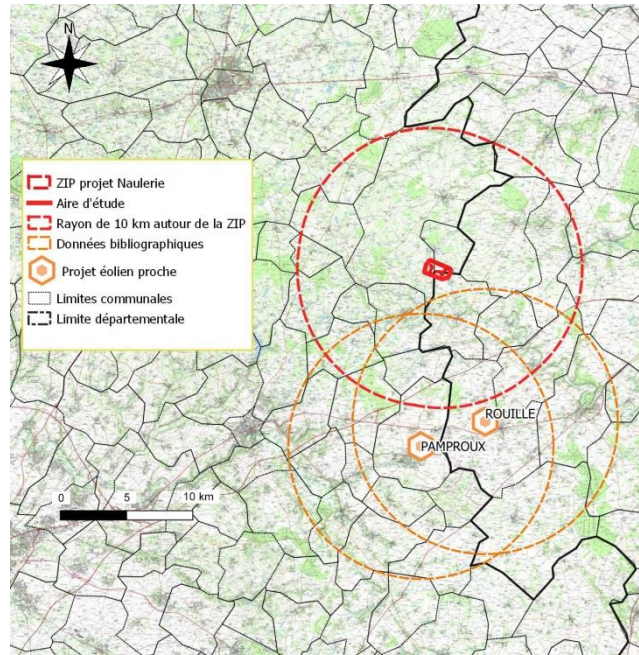 N
ZIP projet Naulerie
Aire d'étude
Rayon de 10 km autour de la ZIP
Données bibliographiques
Projet éolien proche
Limites communales
Limite départementale
ROUILLE
PAMPROUX
0 5 10 km